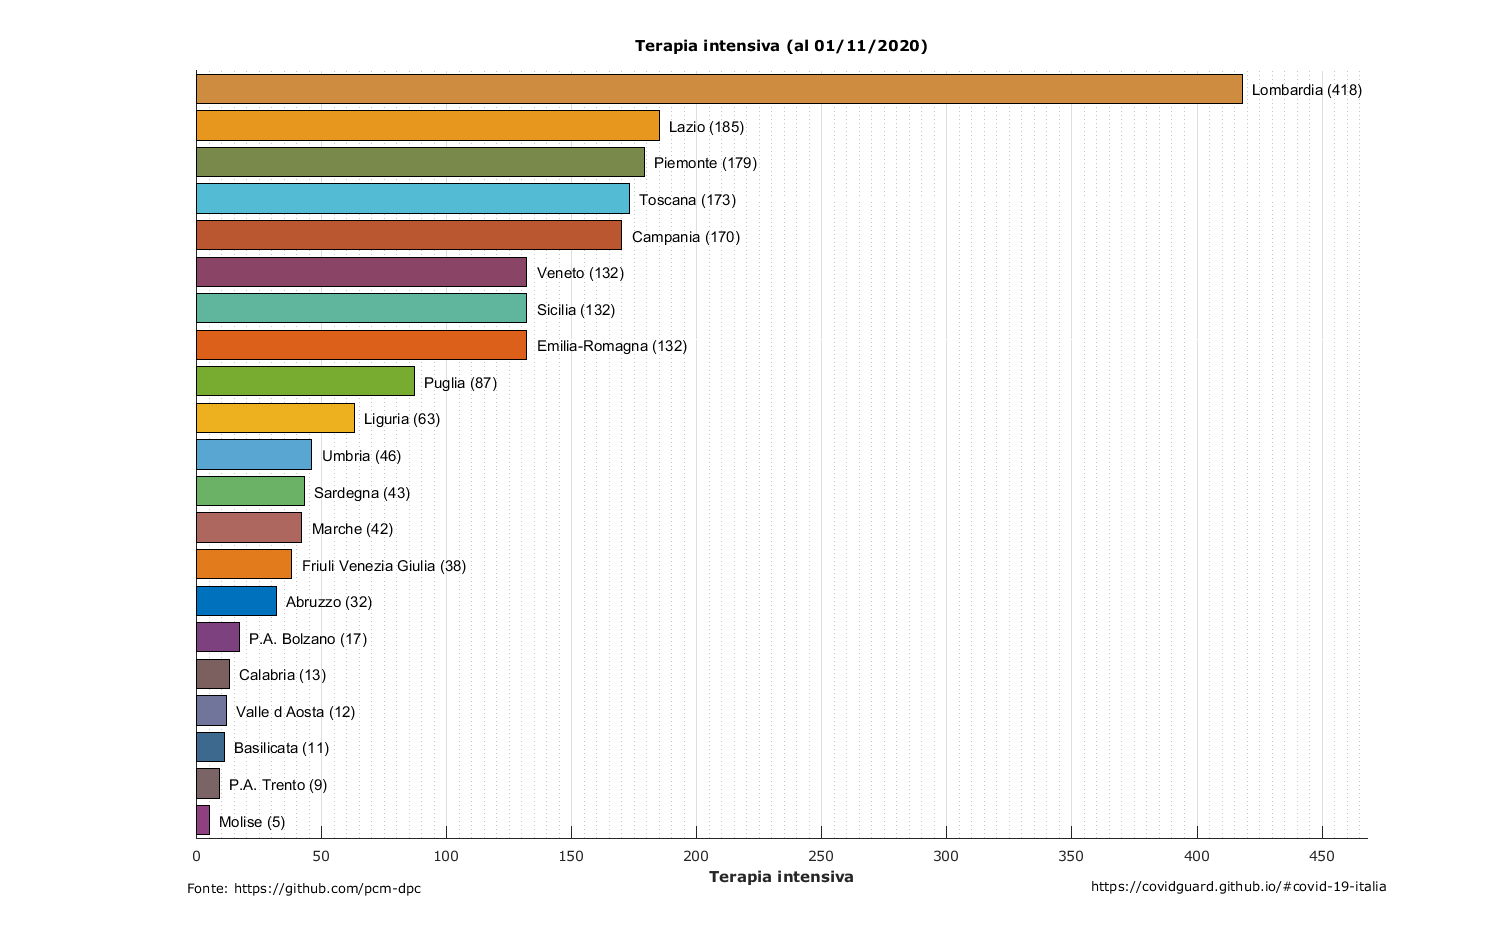 Terapia intensiva (al 01/11/2020)
Lombardia (418)
Lazio (185)
Piemonte (179)
Toscana (173)
Campania (170)
Veneto (132)
Sicilia (132)
Emilia-Romagna (132)
Puglia (87)
Liguria (63)
Umbria (46)
Sardegna (43)
Marche (42)
Friuli Venezia Giulia (38)
Abruzzo (32)
P.A. Bolzano (17)
Calabria (13)
Valle d Aosta (12)
Basilicata (11)
P.A. Trento (9)
Molise (5)
0 50 100 150 200 250 300 350 400 450
Terapia intensiva
Fonte: https://github.com/pcm-dpc
https://covidguard.github.io/#covid-19-italia